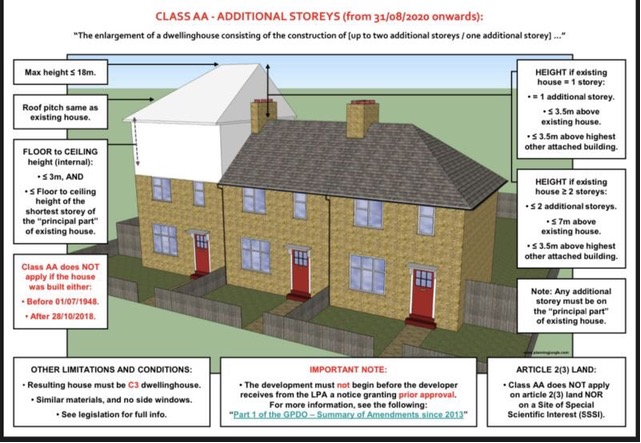 CLASS AA - ADDITIONAL STOREYS (from 31/08/2020 onwards):
"The enlargement of a dwellinghouse consisting of the construction of [up to two additional storeys / one additional storey] ..."
Max height ≤ 18m.
Roof pitch same as
existing house.
FLOOR to CEILING
height (internal):
• ≤ 3m, AND
• ≤ Floor to ceiling
height of the
shortest storey of
the "principal part"
of existing house.
Class AA does NOT
apply if the house
was built either:
• Before 01/07/1948.
• After 28/10/2018.
HEIGHT if existing
house = 1 storey:
• = 1 additional storey.
• ≤ 3.5m above
existing house.
• ≤ 3.5m above highest
other attached building.
HEIGHT if existing
house ≥ 2 storeys:
• ≤ 2 additional storeys.
• ≤ 7m above
existing house.
• ≤ 3.5m above highest
other attached building.
Note: Any additional
storey must be on
the "principal part"
of existing house.
www.planningjungle.com
OTHER LIMITATIONS AND CONDITIONS:
• Resulting house must be C3 dwellinghouse.
• Similar materials, and no side windows.
• See legislation for full info.
IMPORTANT NOTE:
• The development must not begin before the developer
receives from the LPA a notice granting prior approval.
For more information, see the following:
"Part 1 of the GPDO – Summary of Amendments since 2013"
ARTICLE 2(3) LAND:
• Class AA does not apply
on article 2(3) land NOR
on a Site of Special
Scientific Interest (SSSI).